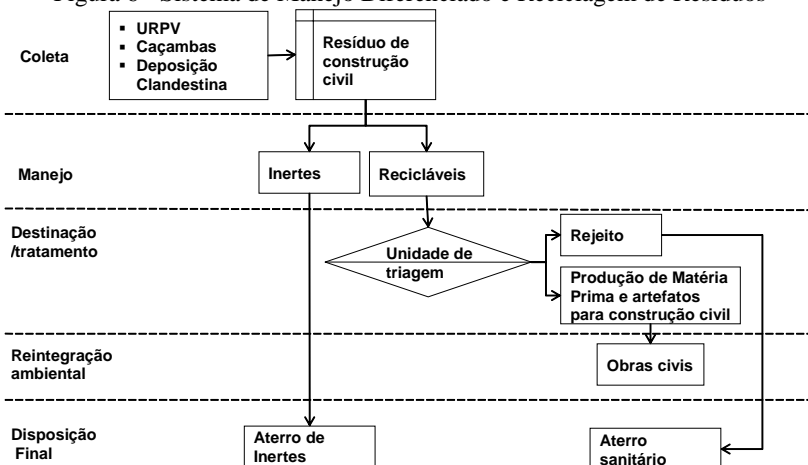 Figura 6 - Sistema de Manejo Diferenciado e Reciclagem de Resíduos
Coleta
▪ URPV
▪ Caçambas
▪ Deposição
Clandestina
Resíduo de
construção
civil
Manejo
Inertes
Recicláveis
Destinação
/tratamento
Unidade de
triagem
Rejeito
Produção de Matéria
Prima e artefatos
para construção civil
Reintegração
ambiental
Obras civis
Disposição
Final
Aterro de
Inertes
Aterro
sanitário